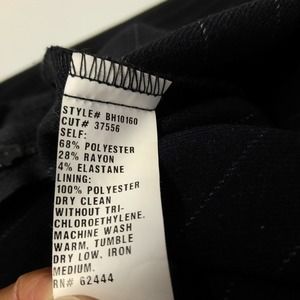 STYLE# BH10160
CUT# 37556
SELF:
68% POLYESTER
28% RAYON
4% ELASTANE
LINING:
100% POLYESTER
DRY CLEAN
WITHOUT TRI-
CHLOROETHYLENE.
MACHINE WASH
WARM, TUMBLE
DRY LOW, IRON
MEDIUM.
RN# 62444